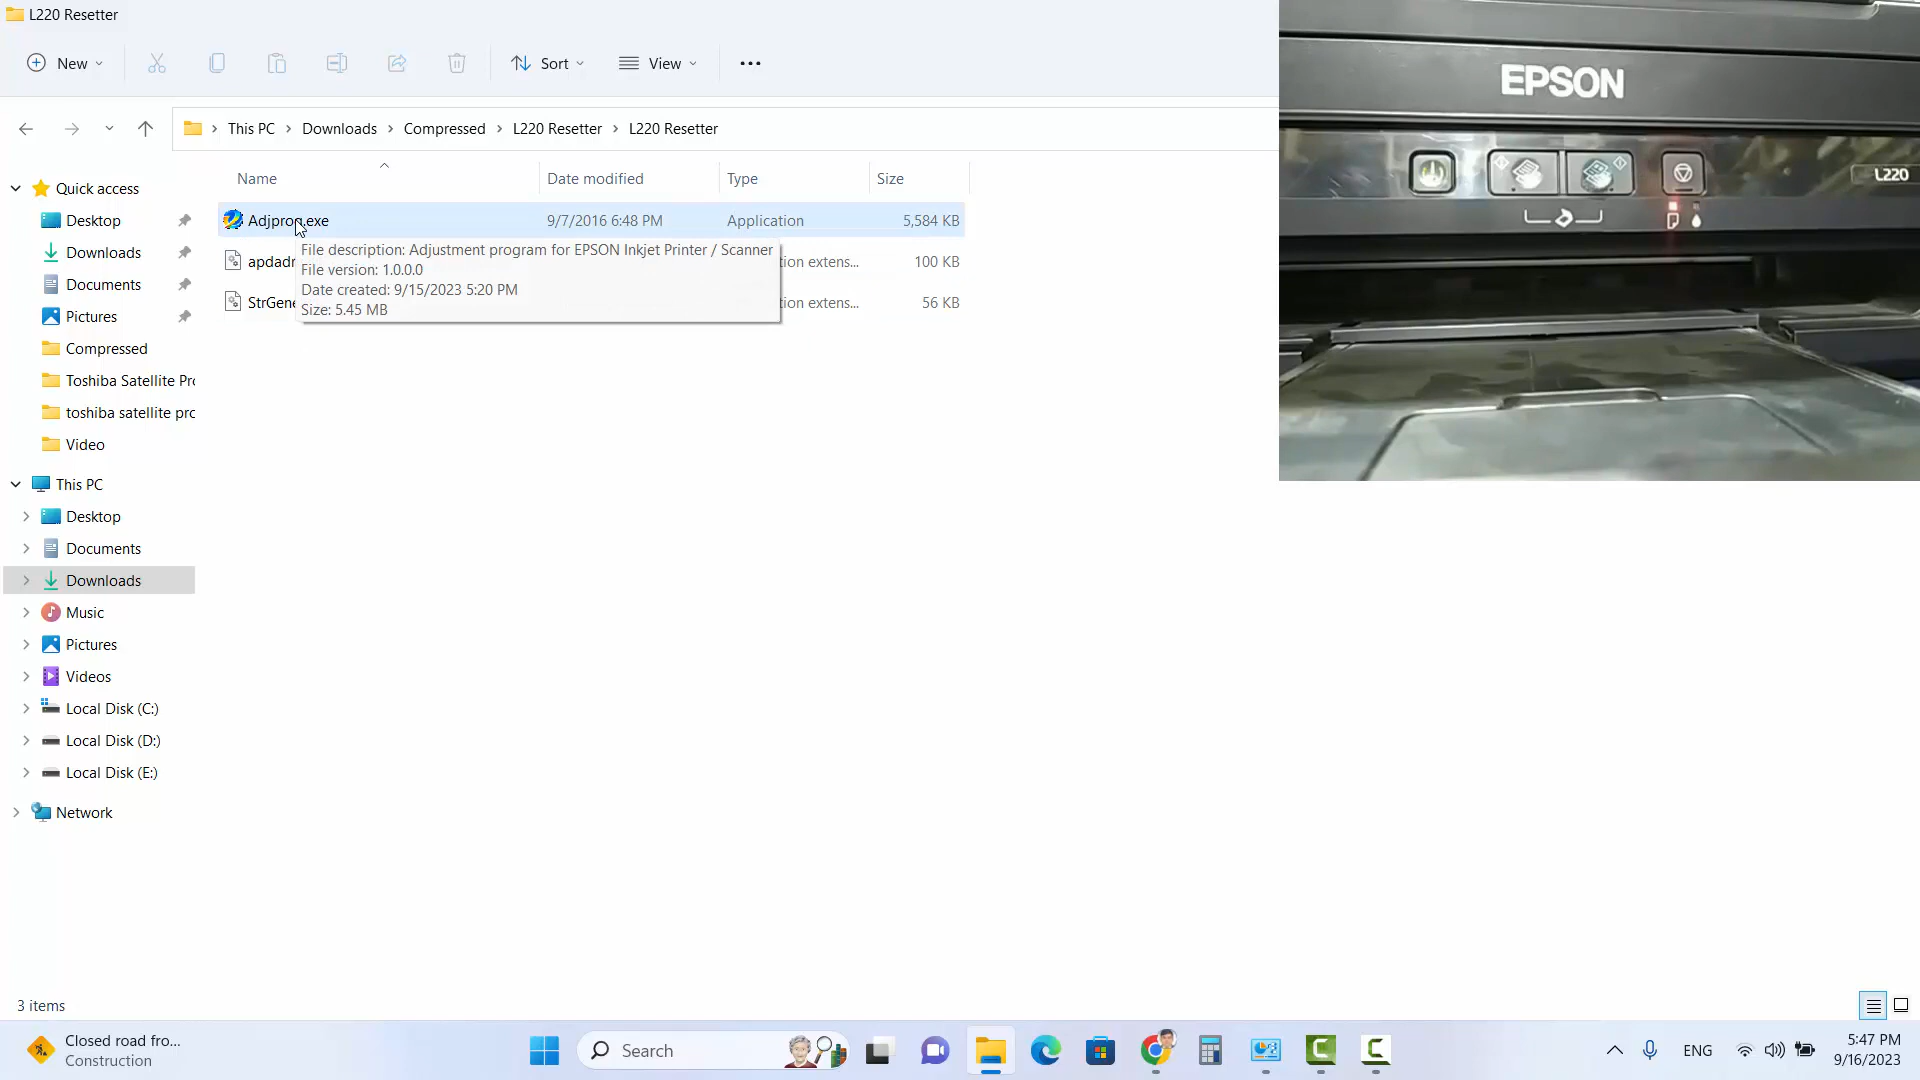 L220 Resetter
New
Sort
View
This PC > Downloads > Compressed > L220 Resetter > L220 Resetter
Name
Date modified
Type
Size
Adjprog.exe
9/7/2016 6:48 PM
Application
5,584 KB
apdadr
ion extens...
100 KB
StrGene
ion extens...
56 KB
File description: Adjustment program for EPSON Inkjet Printer / Scanner
File version: 1.0.0.0
Date created: 9/15/2023 5:20 PM
Size: 5.45 MB
Quick access
Desktop
Downloads
Documents
Pictures
Compressed
Toshiba Satellite Pro
toshiba satellite pro
Video
This PC
Desktop
Documents
Downloads
Music
Pictures
Videos
Local Disk (C:)
Local Disk (D:)
Local Disk (E:)
Network
3 items
EPSON
L220
Closed road fro...
Construction
Search
ENG
5:47 PM
9/16/2023